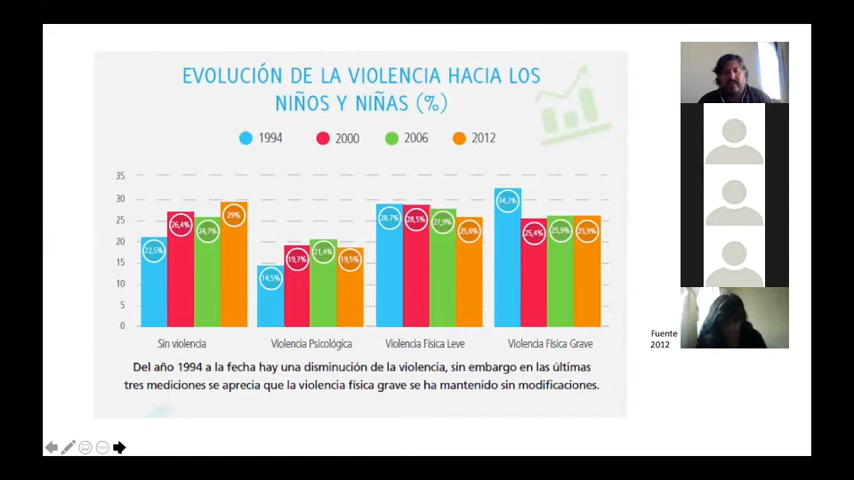 EVOLUCIÓN DE LA VIOLENCIA HACIA LOS
NIÑOS Y NIÑAS (%)
1994 2000 2006 2012
35
30
25
20
15
10
5
0
22,5% 26,4% 24,7% 29%
14,5% 19,7% 21,4% 19,5%
28,7% 28,5% 27,9% 25,6%
34,2% 25,4% 25,9% 25,9%
Sin violencia Violencia Psicológica Violencia Física Leve Violencia Física Grave
Del año 1994 a la fecha hay una disminución de la violencia, sin embargo en las últimas
tres mediciones se aprecia que la violencia física grave se ha mantenido sin modificaciones.
Fuente
2012